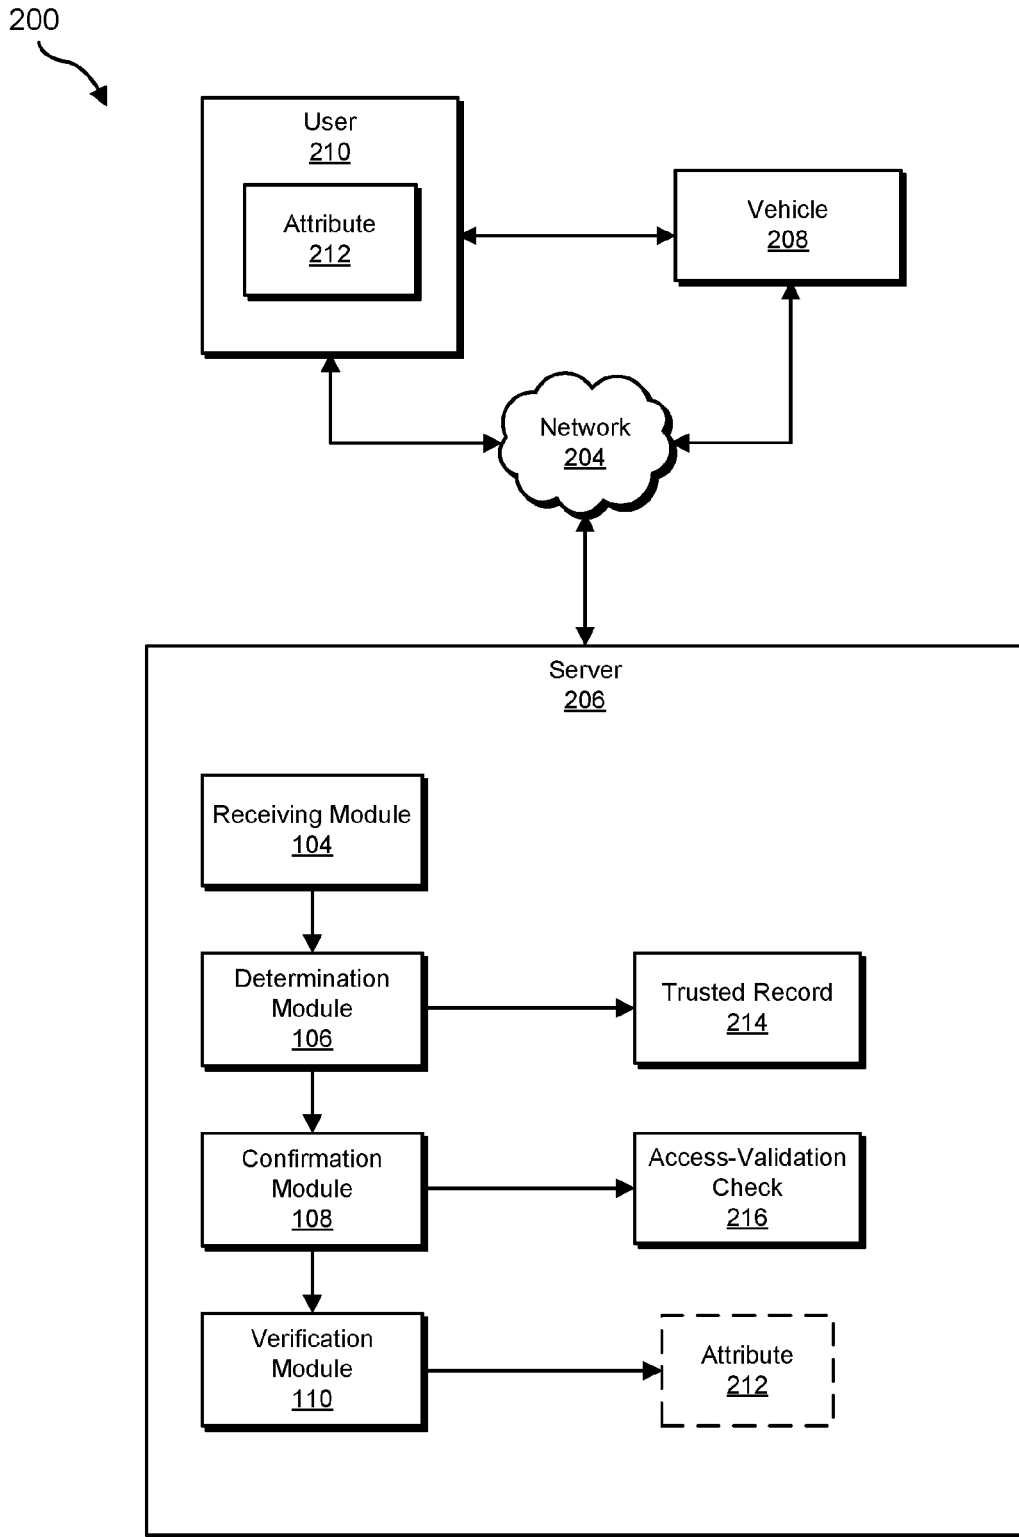 200
User
210
Attribute
212
Vehicle
208
Network
204
Server
206
Receiving Module
104
Determination
Module
106
Trusted Record
214
Confirmation
Module
108
Access-Validation
Check
216
Verification
Module
110
Attribute
212